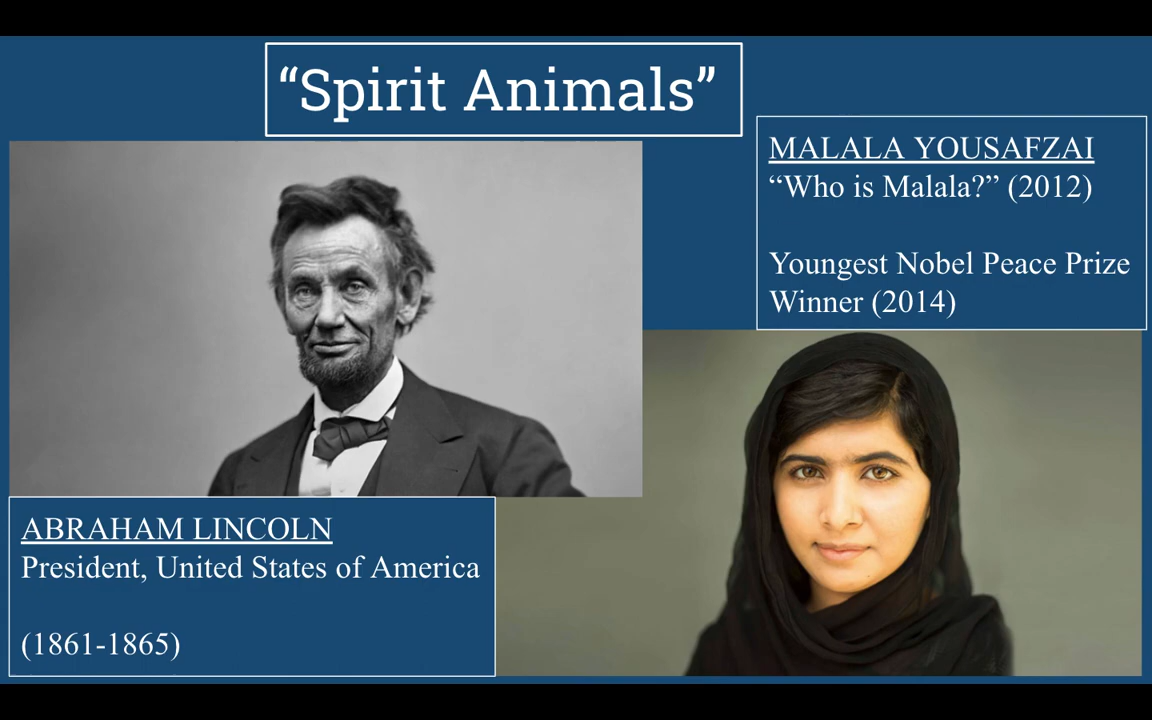 “Spirit Animals”
MALALA YOUSAFZAI
“Who is Malala?” (2012)
Youngest Nobel Peace Prize
Winner (2014)
ABRAHAM LINCOLN
President, United States of America
(1861-1865)